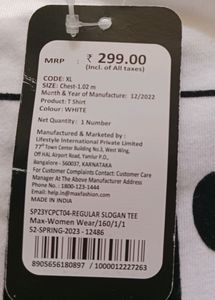 MRP : ₹ 299.00
(Incl. of All taxes)
CODE: XL
SIZE: Chest-1.02 m
Month & Year of Manufacture : 12/2022
Product: T Shirt
Colour: WHITE
Net Quantity : 1 Number
Manufactured & Marketed by :
Lifestyle International Private Limited
77° Town Center Building No.3, West Wing,
Off HAL Airport Road, Yamlur P.O.,
Bangalore - 560037, KARNATAKA
For Customer Complaints Contact: Customer Care
Manager At The Above Manufacturer Address
Phone No. : 1800-123-1444
Email: help.in@maxfashion.com
MADE IN INDIA
SP23YCPCT04-REGULAR SLOGAN TEE
Max-Women Wear/160/1/1
52-SPRING-2023 - 12486
8905656180897 / 1000012227263